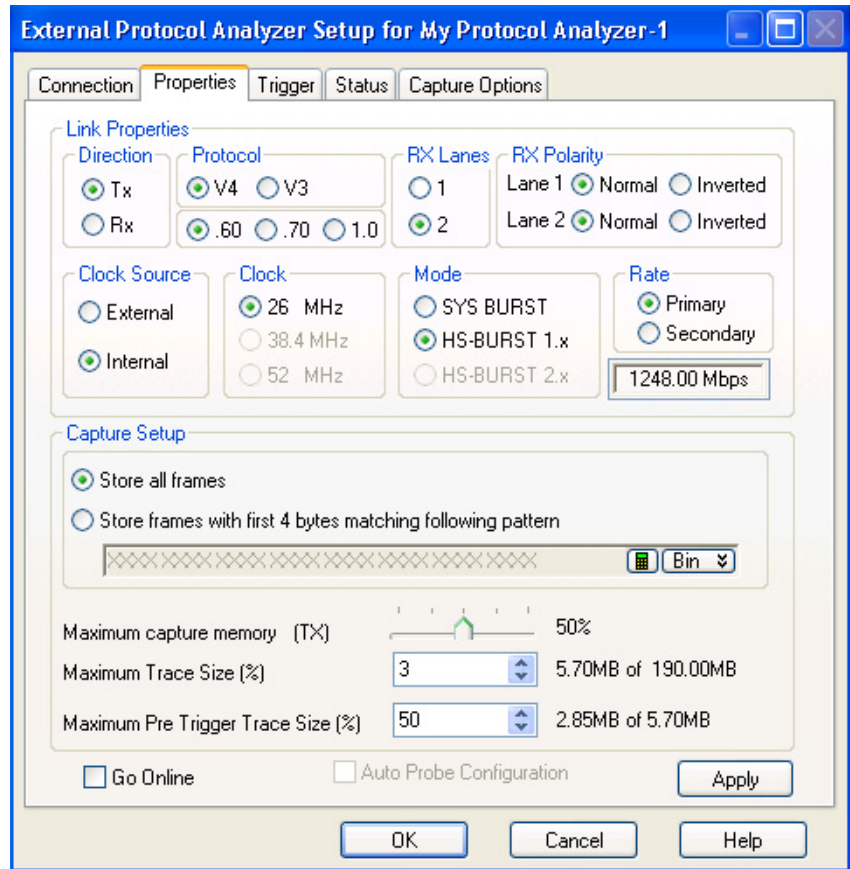 External Protocol Analyzer Setup for My Protocol Analyzer-1
Connection Properties Trigger Status Capture Options
Link Properties
Direction Protocol RX Lanes RX Polarity
Tx V4 V3 1 Lane 1 Normal Inverted
Rx .60 .70 1.0 2 Lane 2 Normal Inverted
Clock Source Clock Mode Rate
External 26 MHz SYS BURST Primary
38.4 MHz HS-BURST 1.x Secondary
Internal 52 MHz HS-BURST 2.x 1248.00 Mbps
Capture Setup
Store all frames
Store frames with first 4 bytes matching following pattern
XXXX XXXX XXXX XXXX XXXX XXXX XXXX XXXX Bin
Maximum capture memory (TX) 50%
Maximum Trace Size (%) 3 5.70MB of 190.00MB
Maximum Pre Trigger Trace Size (%) 50 2.85MB of 5.70MB
Go Online Auto Probe Configuration Apply
OK Cancel Help